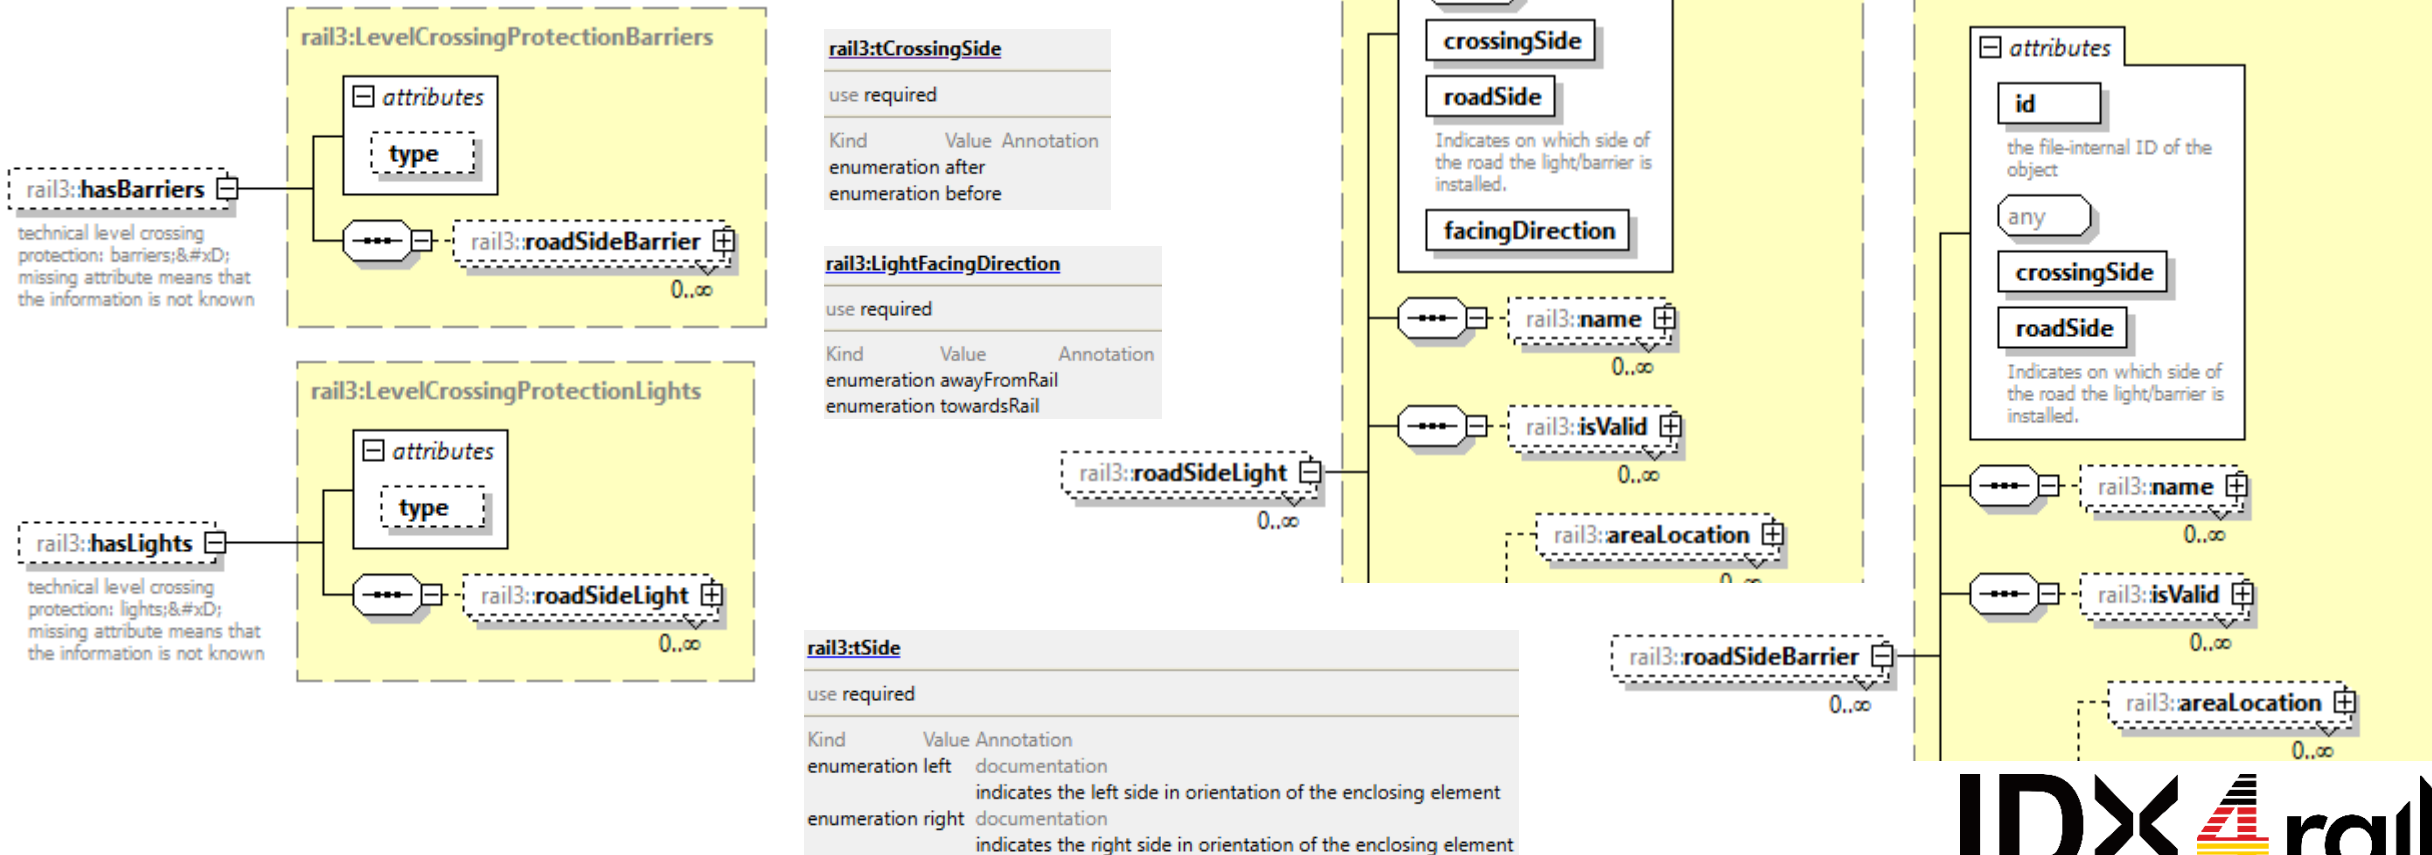 rail3:LevelCrossingProtectionBarriers
attributes
type
rail3::hasBarriers
technical level crossing
protection: barriers;&#xD;
missing attribute means that
the information is not known
rail3::roadSideBarrier
0..∞
rail3:LevelCrossingProtectionLights
attributes
type
rail3::hasLights
technical level crossing
protection: lights;&#xD;
missing attribute means that
the information is not known
rail3::roadSideLight
0..∞
rail3:tCrossingSide
use required
Kind Value Annotation
enumeration after
enumeration before
rail3:LightFacingDirection
use required
Kind Value Annotation
enumeration awayFromRail
enumeration towardsRail
rail3:tSide
use required
Kind Value Annotation
enumeration left documentation
indicates the left side in orientation of the enclosing element
enumeration right documentation
indicates the right side in orientation of the enclosing element
crossingSide
roadSide
Indicates on which side of
the road the light/barrier is
installed.
facingDirection
rail3::name
0..∞
rail3::isValid
0..∞
rail3::roadSideLight
0..∞
rail3::areaLocation
0..∞
attributes
id
the file-internal ID of the
object
any
crossingSide
roadSide
Indicates on which side of
the road the light/barrier is
installed.
rail3::name
0..∞
rail3::isValid
0..∞
rail3::roadSideBarrier
0..∞
rail3::areaLocation
0..∞
IDX4rail